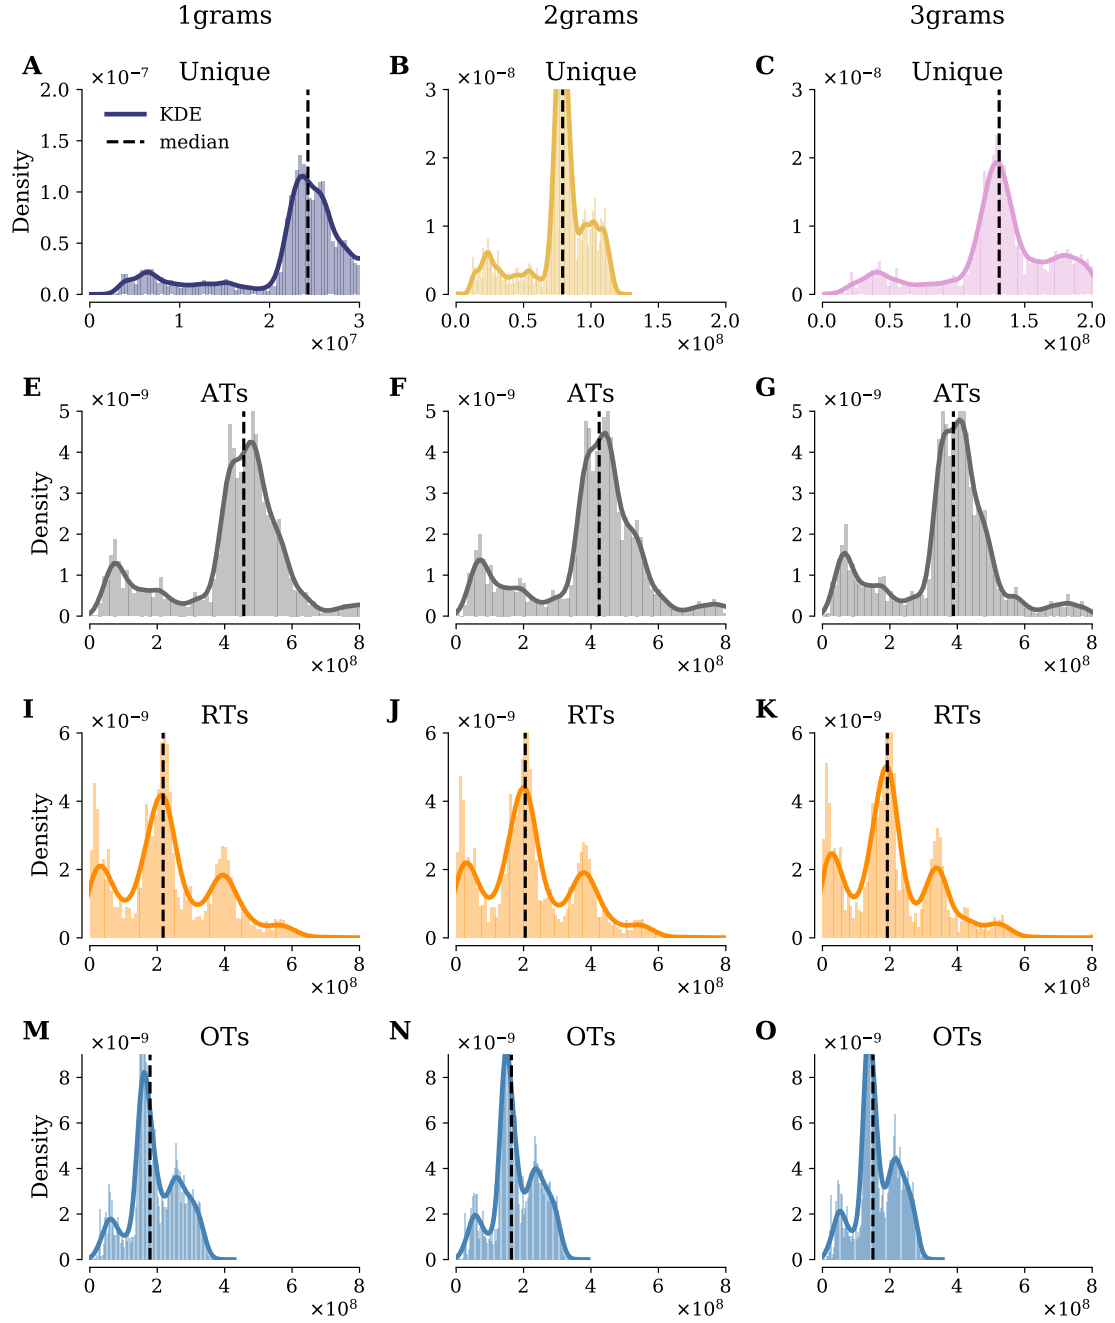 1grams 2grams 3grams
A ×10⁻⁷ Unique B ×10⁻⁸ Unique C ×10⁻⁸ Unique
2.0 3 3
KDE
median
1.5
2 2
Density
1.0
1 1
0.5
0.0 0 0
0 1 2 3 0.0 0.5 1.0 1.5 2.0 0.0 0.5 1.0 1.5 2.0
×10⁷ ×10⁸ ×10⁸
E ×10⁻⁹ ATs F ×10⁻⁹ ATs G ×10⁻⁹ ATs
5 5 5
4 4 4
Density
3 3 3
2 2 2
1 1 1
0 0 0
0 2 4 6 8 0 2 4 6 8 0 2 4 6 8
×10⁸ ×10⁸ ×10⁸
I ×10⁻⁹ RTs J ×10⁻⁹ RTs K ×10⁻⁹ RTs
6 6 6
4 4 4
Density
2 2 2
0 0 0
0 2 4 6 8 0 2 4 6 8 0 2 4 6 8
×10⁸ ×10⁸ ×10⁸
M ×10⁻⁹ OTs N ×10⁻⁹ OTs O ×10⁻⁹ OTs
8 8 8
6 6 6
Density
4 4 4
2 2 2
0 0 0
0 2 4 6 8 0 2 4 6 8 0 2 4 6 8
×10⁸ ×10⁸ ×10⁸